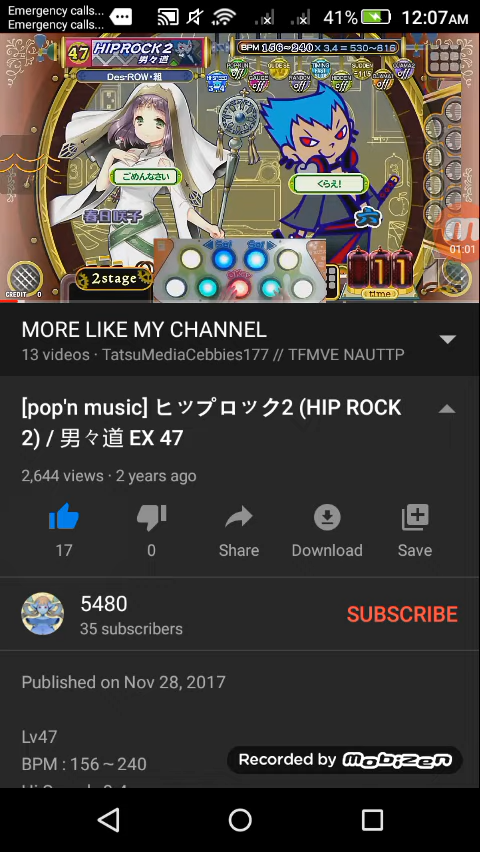 Emergency calls...
Emergency calls...
41%
12:07AM
47
HIPROCK2
男々道
BPM 156~240 × 3.4 = 530~816
Des-ROW・組
ごめんなさい
くらえ!
春日咲子
六
01:01
CREDIT 0
2stage
11
time
MORE LIKE MY CHANNEL
13 videos · TatsuMediaCebbies177 // TFMVE NAUTTP
[pop'n music] ヒップロック2 (HIP ROCK
2) / 男々道 EX 47
2,644 views · 2 years ago
17
0
Share
Download
Save
5480
35 subscribers
SUBSCRIBE
Published on Nov 28, 2017
Lv47
BPM : 156～240
Recorded by mobizen